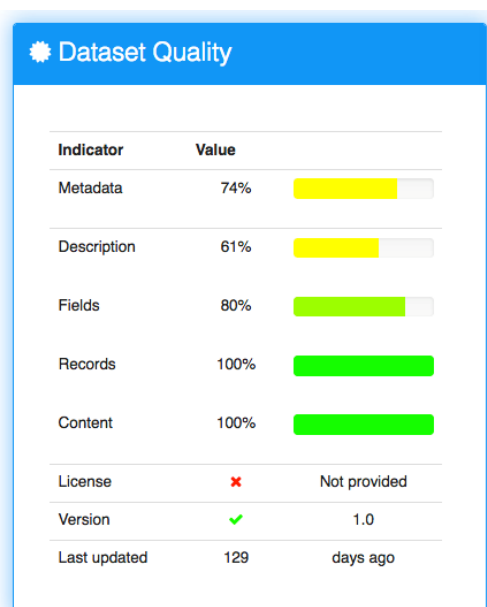 Dataset Quality
Indicator Value
Metadata 74%
Description 61%
Fields 80%
Records 100%
Content 100%
License ✖ Not provided
Version ✔ 1.0
Last updated 129 days ago